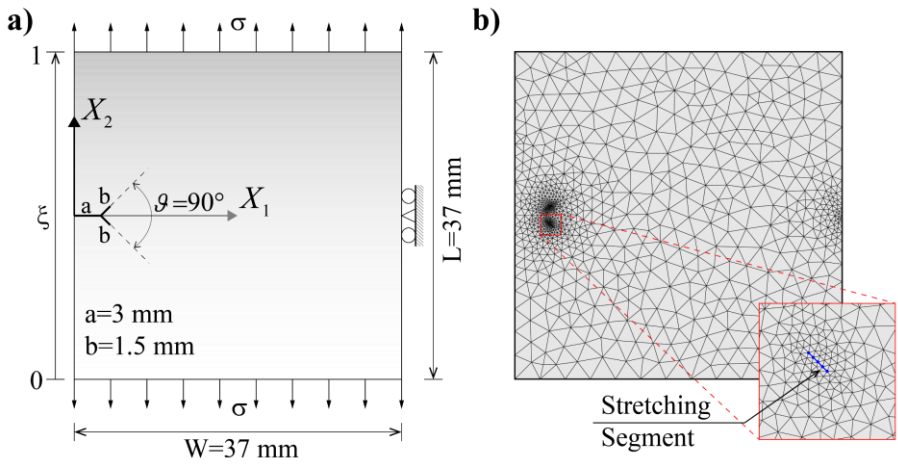 a)
σ
1
X₂
b
ϑ=90°
X₁
a
ξ
b
L=37 mm
a=3 mm
b=1.5 mm
0
σ
W=37 mm
b)
Stretching
Segment